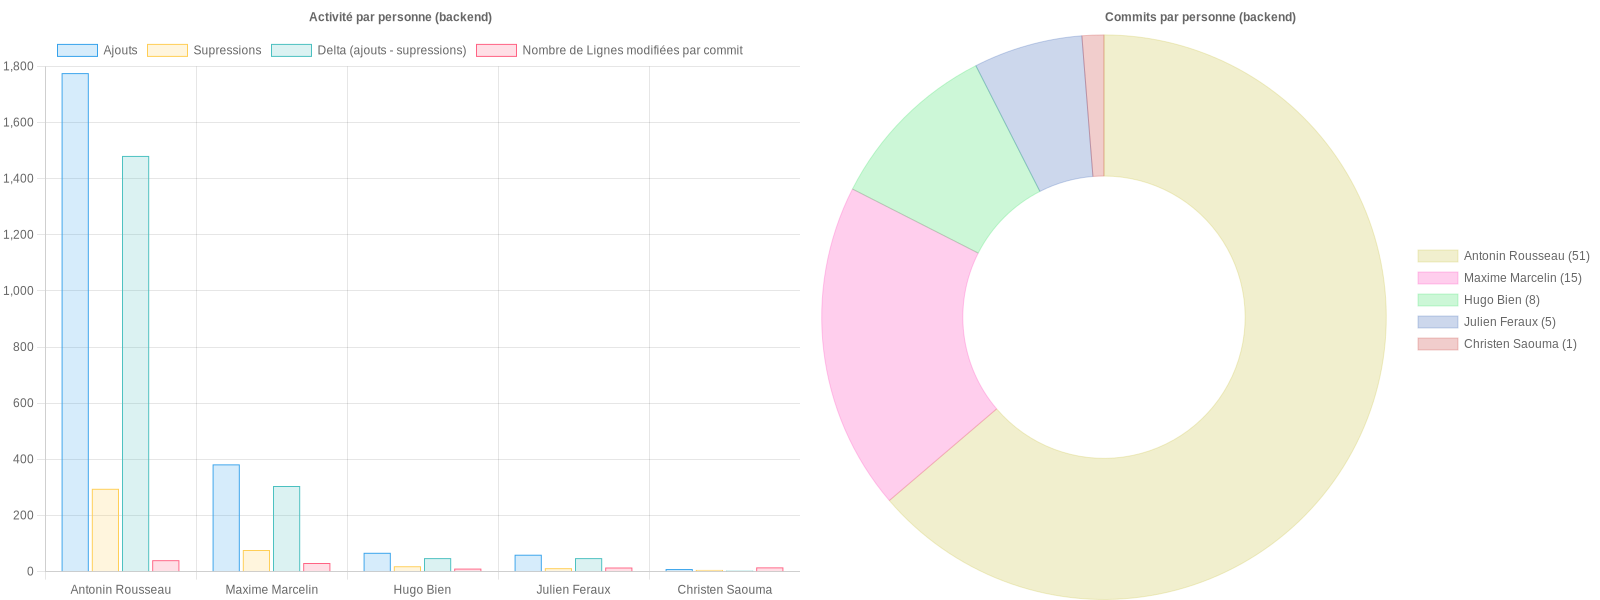 Activité par personne (backend)
Ajouts Supressions Delta (ajouts - supressions) Nombre de Lignes modifiées par commit
1,800
1,600
1,400
1,200
1,000
800
600
400
200
0
Antonin Rousseau Maxime Marcelin Hugo Bien Julien Feraux Christen Saouma
Commits par personne (backend)
Antonin Rousseau (51)
Maxime Marcelin (15)
Hugo Bien (8)
Julien Feraux (5)
Christen Saouma (1)